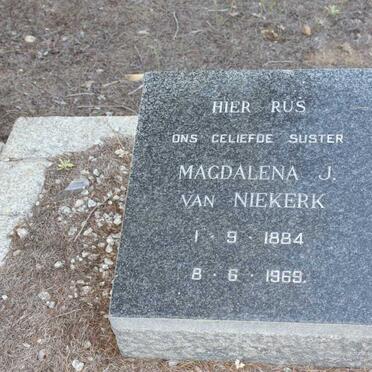 HIER RUS
ONS GELIEFDE SUSTER
MAGDALENA J.
VAN NIEKERK
1 · 9 · 1884
8 · 6 · 1969.